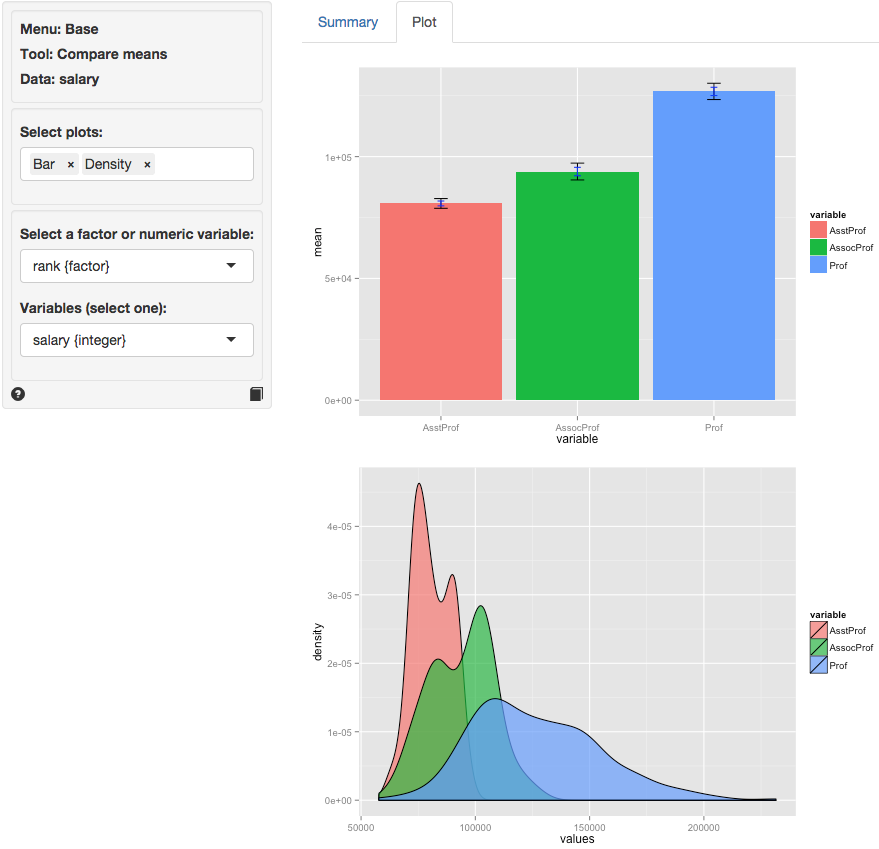 Menu: Base
Tool: Compare means
Data: salary
Select plots:
Bar × Density ×
Select a factor or numeric variable:
rank {factor}
Variables (select one):
salary {integer}
?
Summary Plot
1e+05
5e+04
0e+00
mean
AsstProf AssocProf Prof
variable
variable
AsstProf
AssocProf
Prof
4e-05
3e-05
2e-05
1e-05
0e+00
density
50000 100000 150000 200000
values
variable
AsstProf
AssocProf
Prof